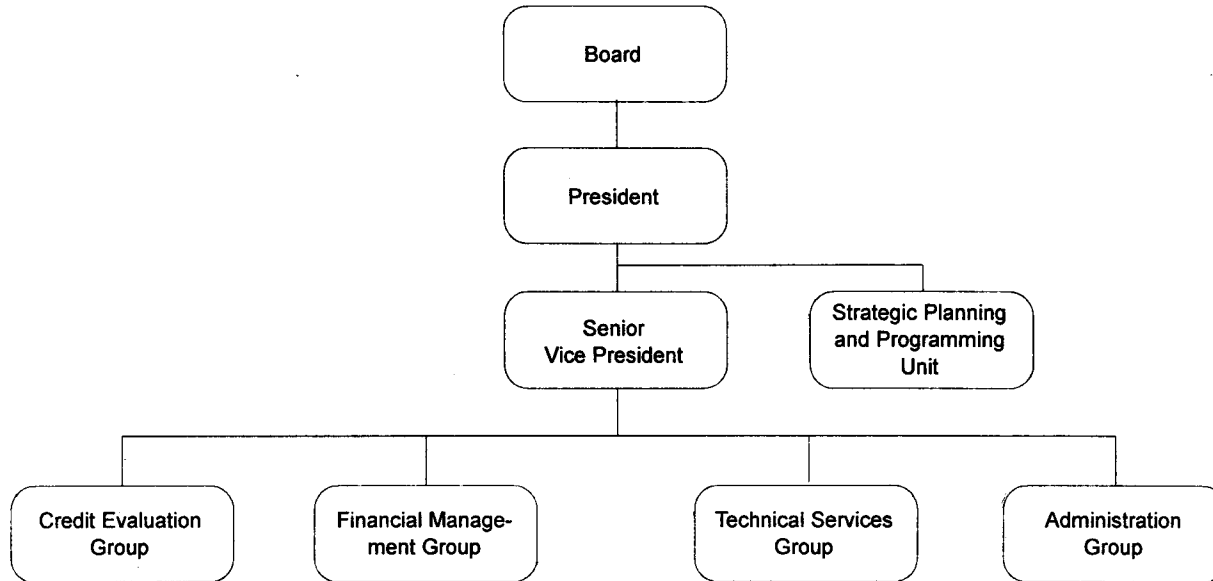 Board
President
Senior
Vice President
Strategic Planning
and Programming
Unit
Credit Evaluation
Group
Financial Manage-
ment Group
Technical Services
Group
Administration
Group